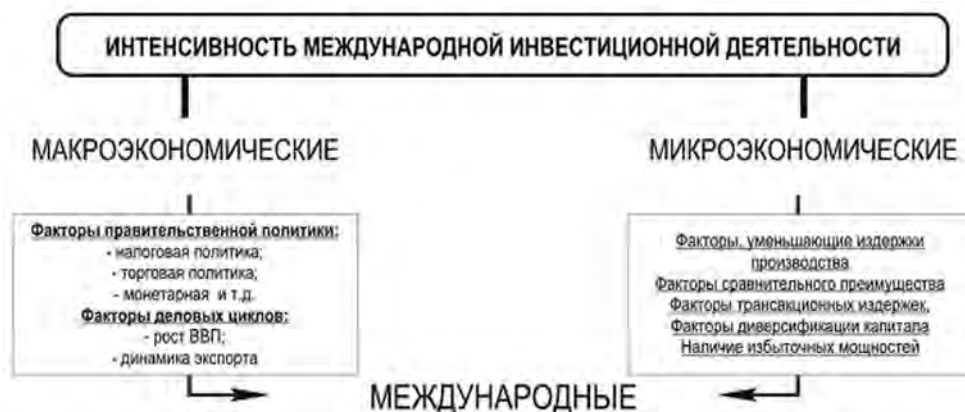 ИНТЕНСИВНОСТЬ МЕЖДУНАРОДНОЙ ИНВЕСТИЦИОННОЙ ДЕЯТЕЛЬНОСТИ
МАКРОЭКОНОМИЧЕСКИЕ
Факторы правительственной политики:
- налоговая политика;
- торговая политика;
- монетарная и т.д.
Факторы деловых циклов:
- рост ВВП;
- динамика экспорта
МИКРОЭКОНОМИЧЕСКИЕ
Факторы, уменьшающие издержки
производства
Факторы сравнительного преимущества
Факторы трансакционных издержек,
Факторы диверсификации капитала
Наличие избыточных мощностей
МЕЖДУНАРОДНЫЕ